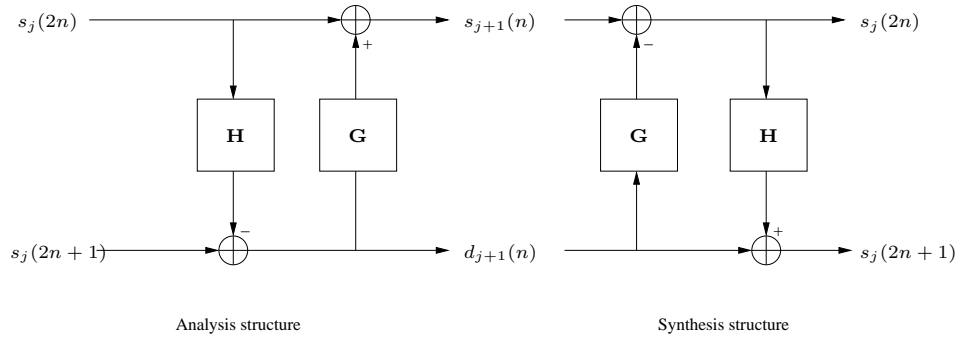 s_j(2n) s_{j+1}(n) s_j(2n)
+ −
H G G H
− +
s_j(2n + 1) d_{j+1}(n) s_j(2n + 1)
Analysis structure Synthesis structure